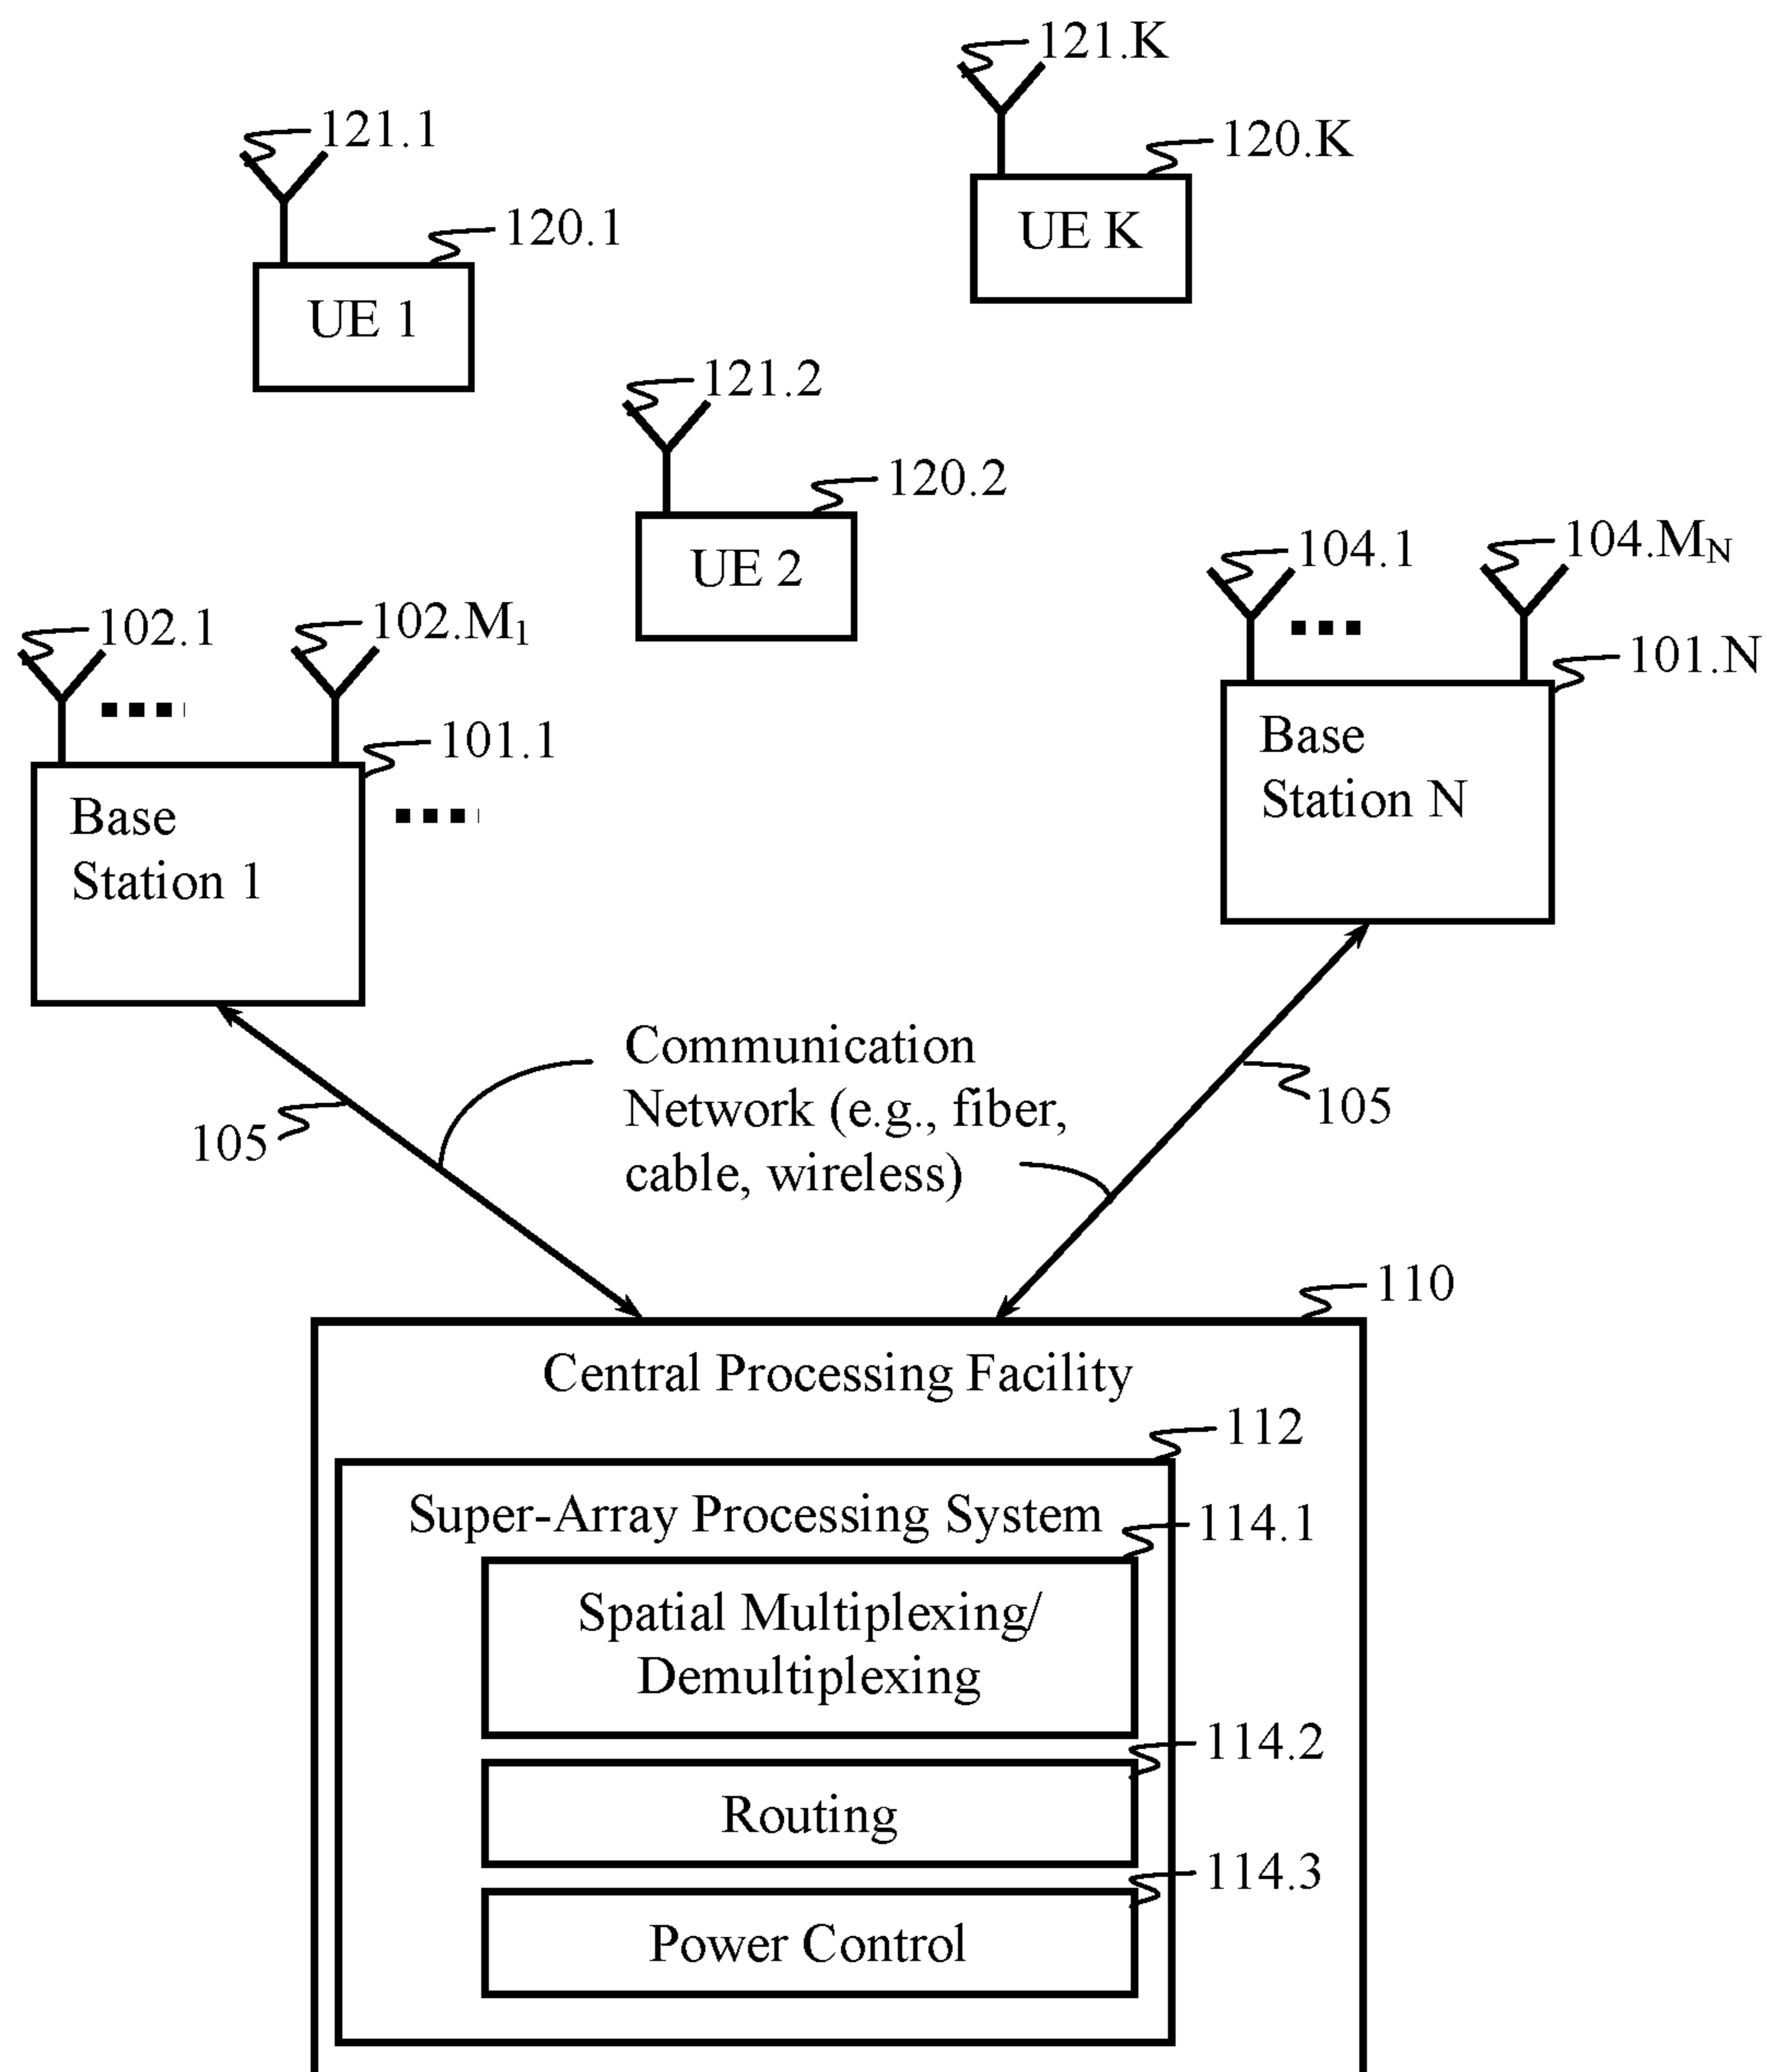 121.K
121.1
120.K
120.1
UE K
UE 1
121.2
120.2
UE 2
104.1
104.M_N
102.1
102.M_1
101.N
Base
Station N
101.1
Base
Station 1
Communication
Network (e.g., fiber,
cable, wireless)
105
105
110
Central Processing Facility
112
Super-Array Processing System
114.1
Spatial Multiplexing/
Demultiplexing
114.2
Routing
114.3
Power Control